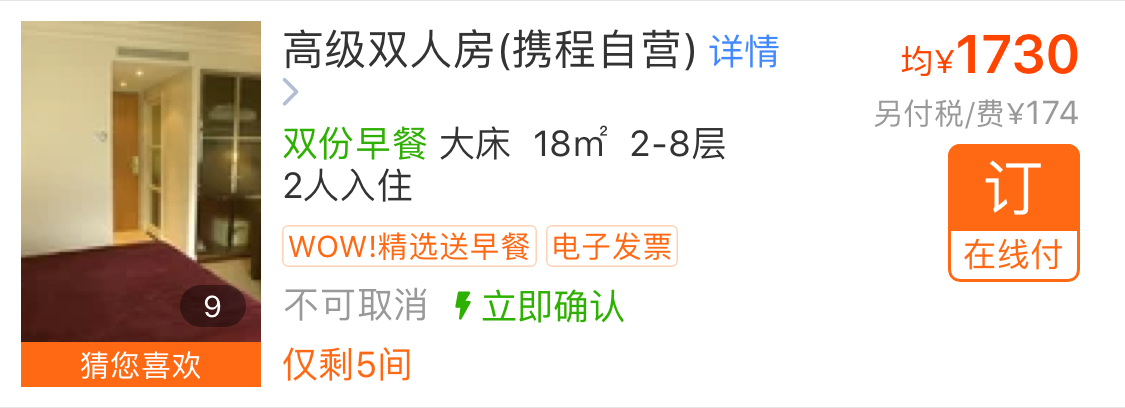 高级双人房(携程自营) 详情
均¥1730
另付税/费¥174
双份早餐 大床 18㎡ 2-8层
2人入住
订
在线付
WOW!精选送早餐 电子发票
不可取消 立即确认
9
猜您喜欢
仅剩5间